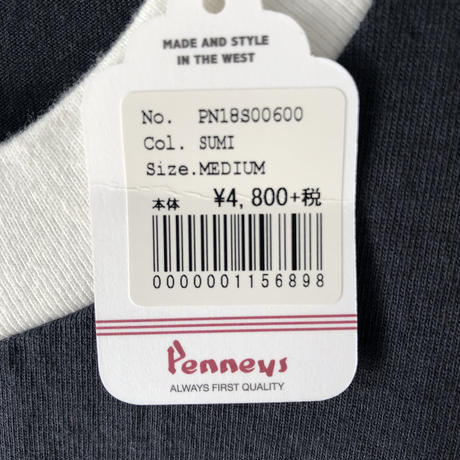 MADE AND STYLE
IN THE WEST
No. PN18S00600
Col. SUMI
Size.MEDIUM
本体 ¥4,800+税
0000001156898
Penneys
ALWAYS FIRST QUALITY